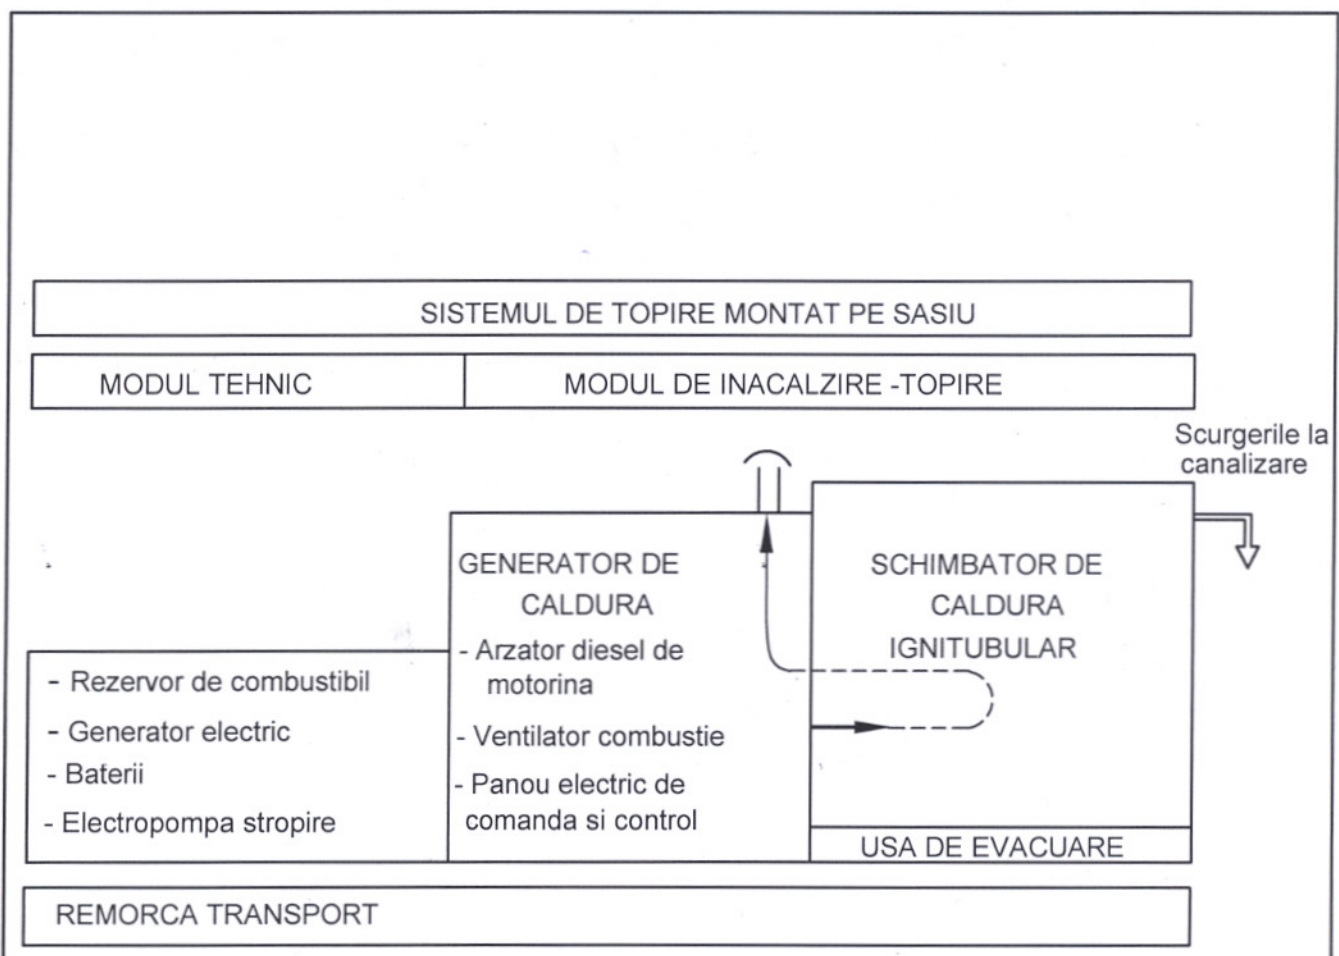 SISTEMUL DE TOPIRE MONTAT PE SASIU
MODUL TEHNIC
MODUL DE INACALZIRE -TOPIRE
Scurgerile la
canalizare
GENERATOR DE
CALDURA
- Arzator diesel de
motorina
- Ventilator combustie
- Panou electric de
comanda si control
SCHIMBATOR DE
CALDURA
IGNITUBULAR
- Rezervor de combustibil
- Generator electric
- Baterii
- Electropompa stropire
USA DE EVACUARE
REMORCA TRANSPORT